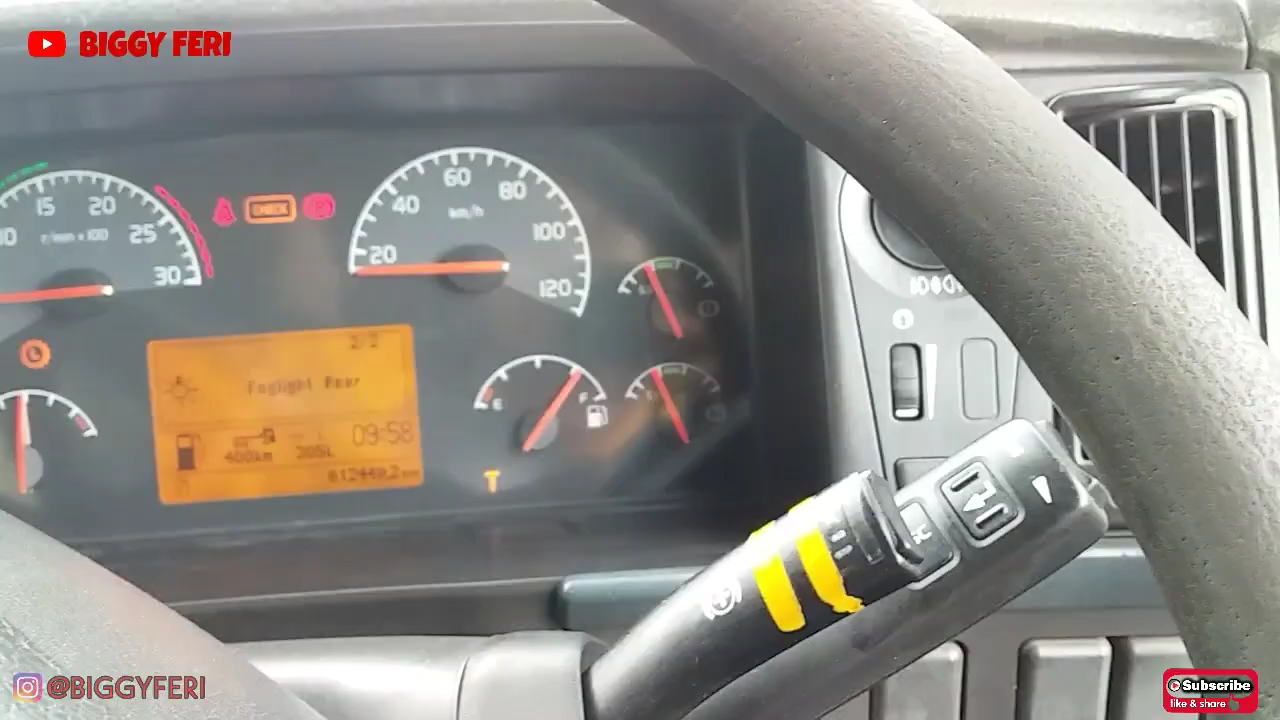 BIGGY FERI
60
40
80
km/h
20
100
120
10
15
20
25
30
r/min x 100
CHECK
2/2
Foglight Rear
09:58
400km
305L
E
F
T
@BIGGYFERI
Subscribe
like & share